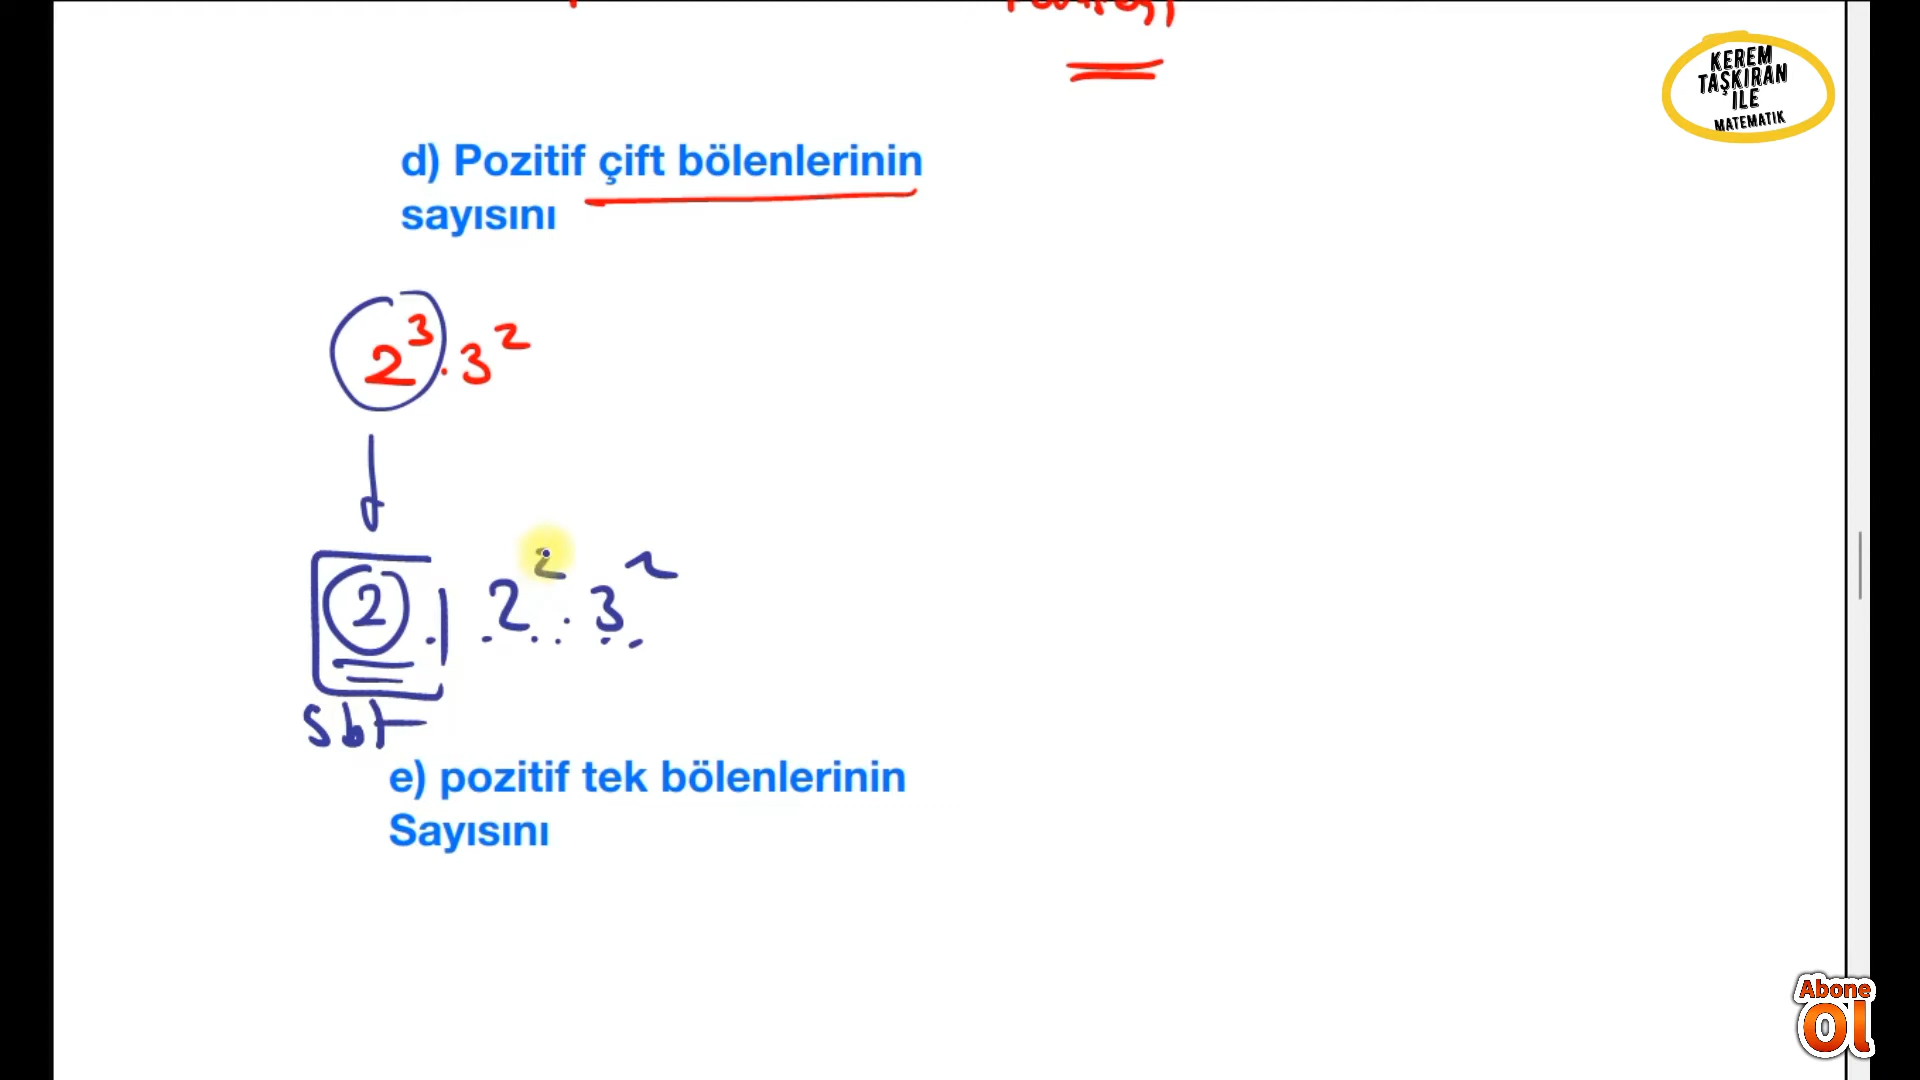 KEREM
TAŞKIRAN
İLE
MATEMATİK
d) Pozitif çift bölenlerinin
sayısını
2³.3²
2 . | 2² . 3²
sbt
e) pozitif tek bölenlerinin
Sayısını
Abone
Ol